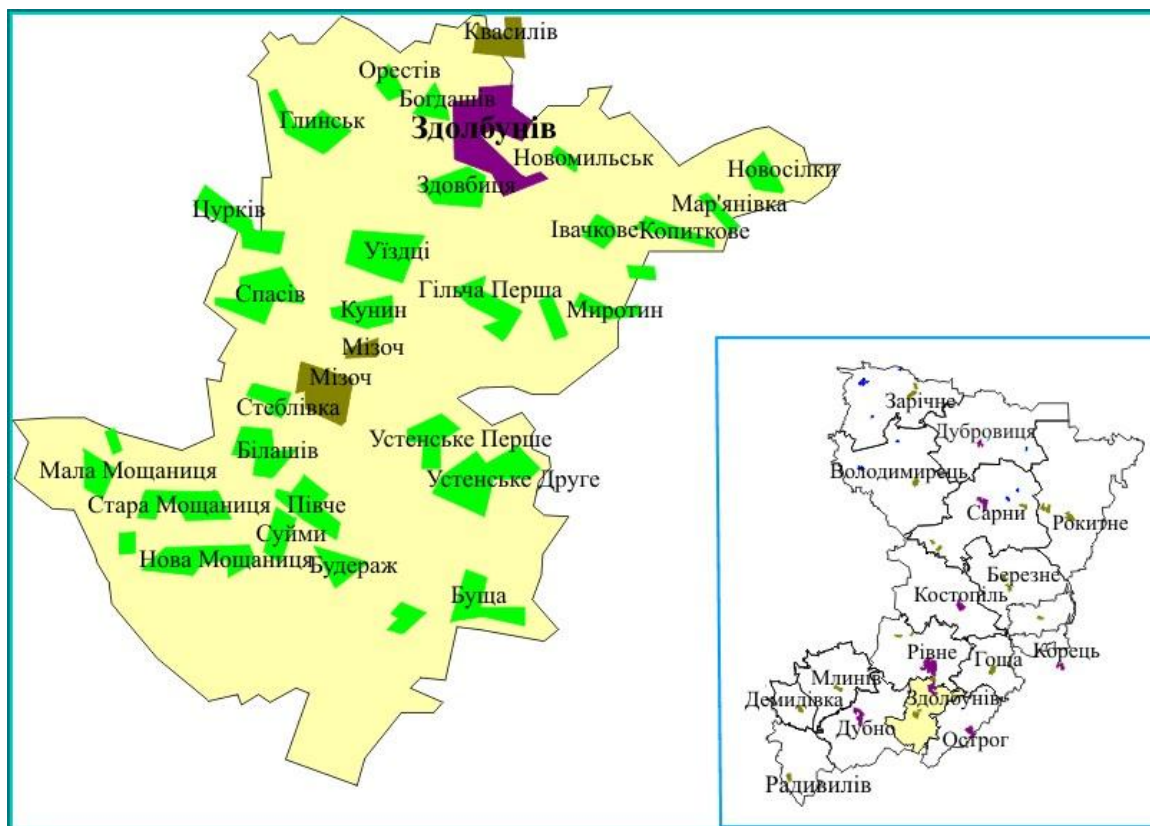 Квасилів
Орестів
Богдашів
Глинськ
Здолбунів
Новомильськ
Новосілки
Здовбиця
Мар'янівка
Цурків
Івачкове
Копиткове
Уїздці
Спасів
Гільча Перша
Кунин
Миротин
Мізоч
Мізоч
Стеблівка
Устенське Перше
Білашів
Мала Мощаниця
Устенське Друге
Стара Мощаниця
Півче
Суйми
Нова Мощаниця
Будераж
Буща
Зарічне
Дубровиця
Володимирець
Сарни
Рокитне
Березне
Костопіль
Рівне
Гоща
Корець
Млинів
Демидівка
Здолбунів
Дубно
Острог
Радивилів